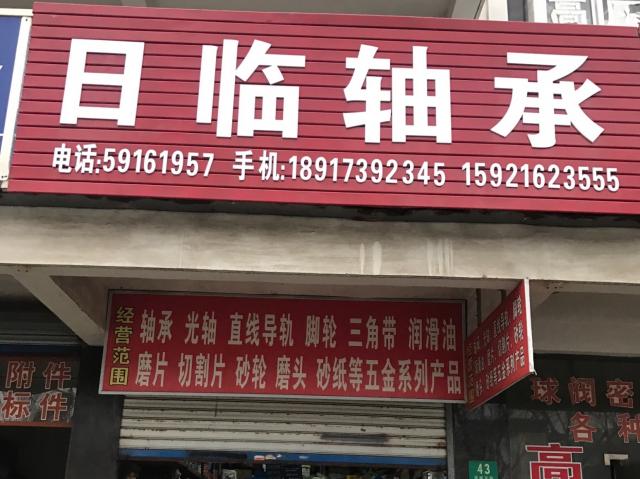 日临轴承
电话:59161957 手机:18917392345 15921623555
经营范围
轴承 光轴 直线导轨 脚轮 三角带 润滑油
磨片 切割片 砂轮 磨头 砂纸等五金系列产品
附件
标件
球阀密
各种
高
43